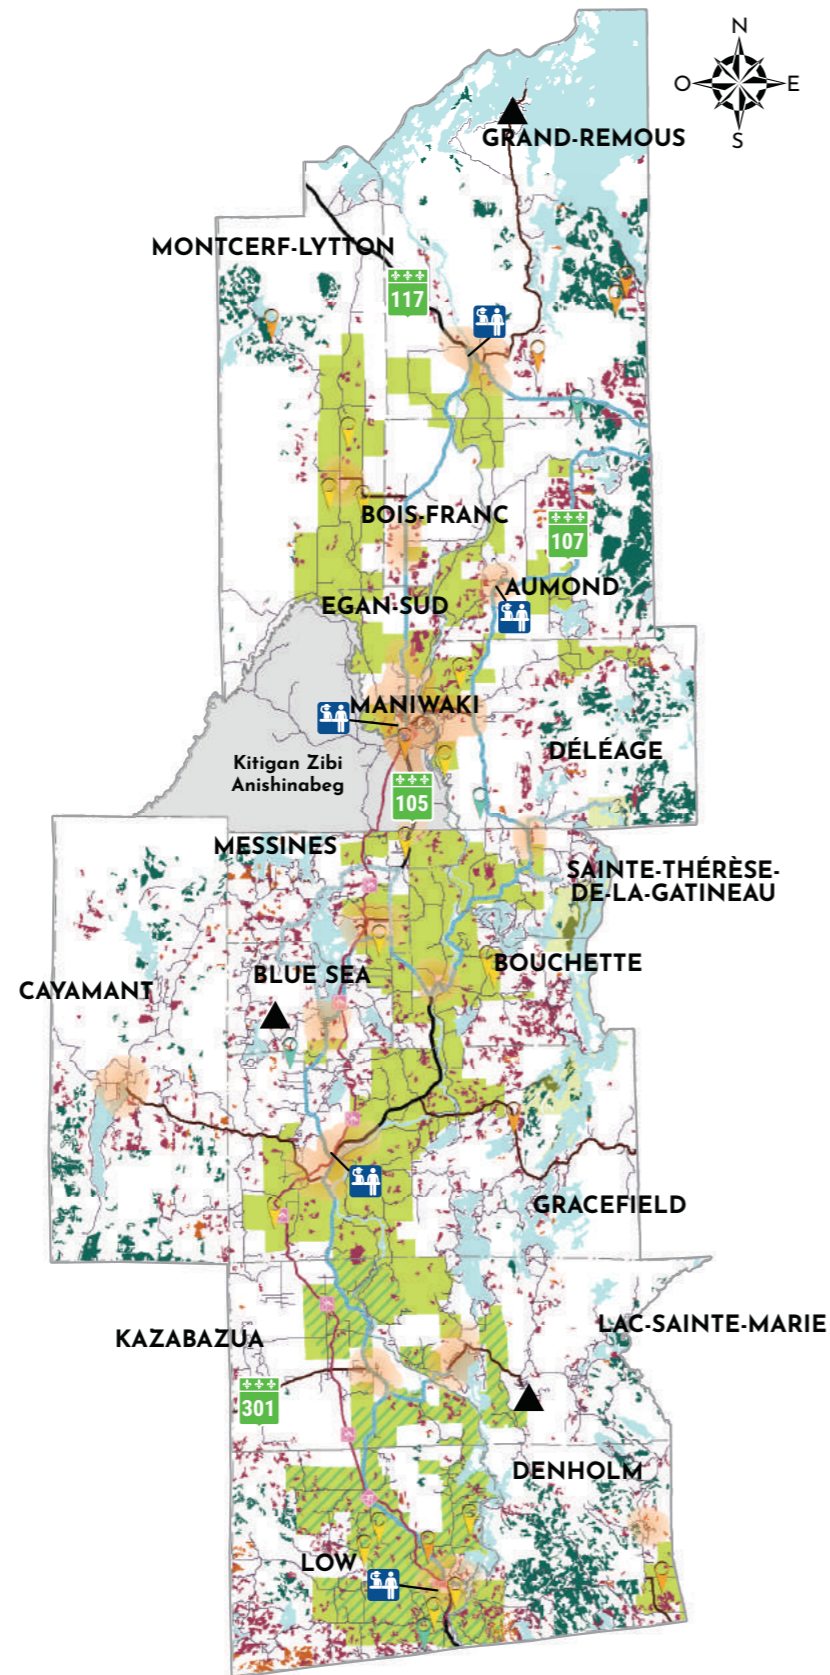 N
O
E
S
GRAND-REMOUS
MONTCERF-LYTTON
117
BOIS-FRANC
107
AUMOND
EGAN-SUD
MANIWAKI
DÉLÉAGE
Kitigan Zibi
Anishinabeg
105
MESSINES
SAINTE-THÉRÈSE-
DE-LA-GATINEAU
BOUCHETTE
BLUE SEA
CAYAMANT
GRACEFIELD
LAC-SAINTE-MARIE
KAZABAZUA
301
DENHOLM
LOW